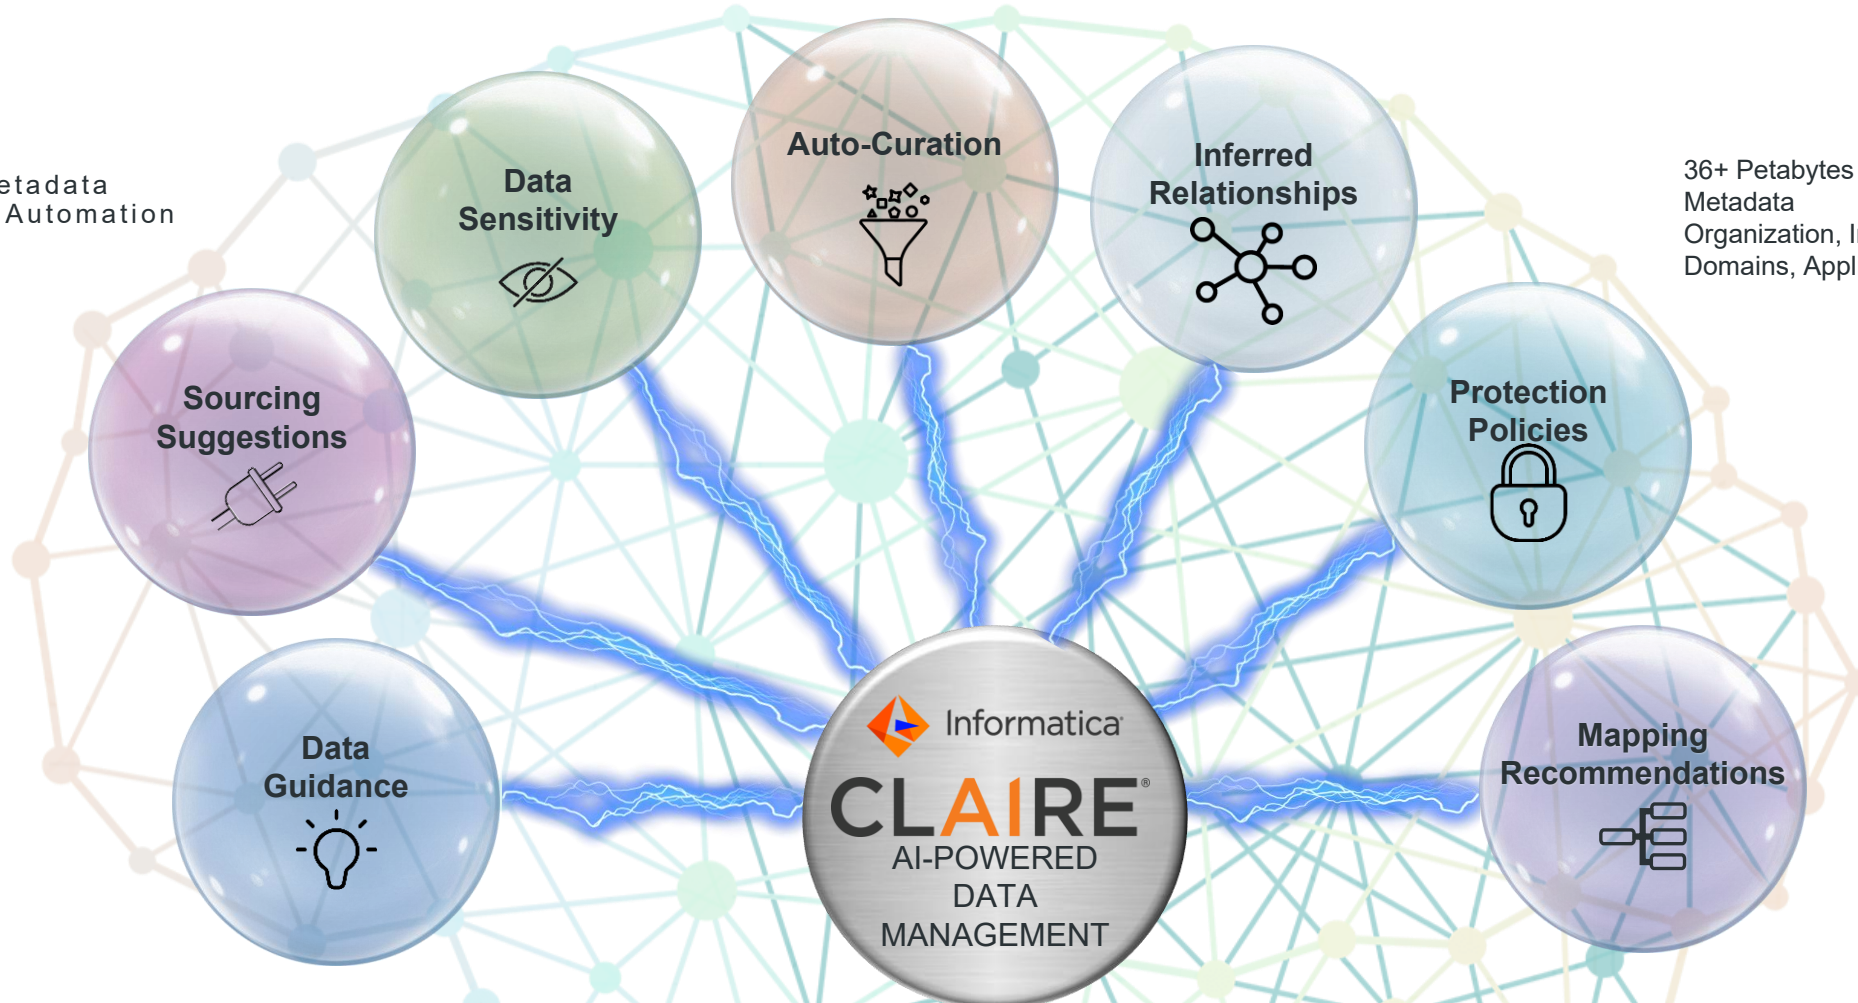 etadata
Automation
Data
Sensitivity
Auto-Curation
Inferred
Relationships
36+ Petabytes
Metadata
Organization,
Domains,
Sourcing
Suggestions
Protection
Policies
Data
Guidance
Informatica
CLAIRE®
AI-POWERED
DATA
MANAGEMENT
Mapping
Recommendations